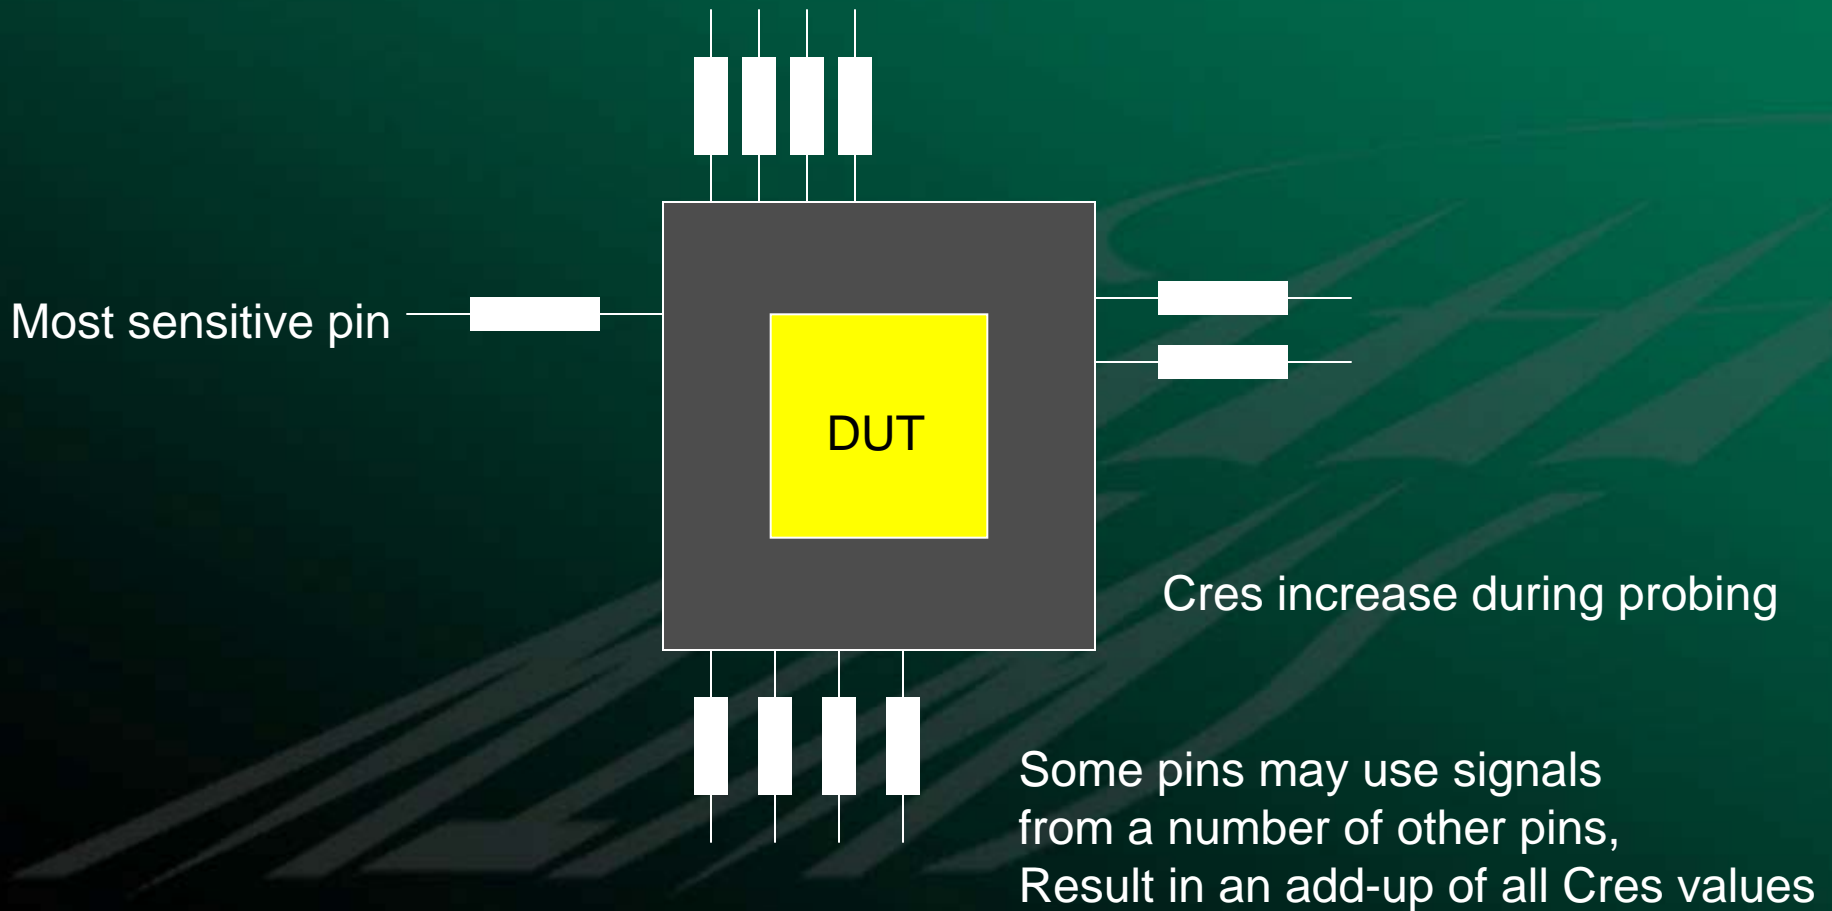 Most sensitive pin
DUT
Cres increase during probing
Some pins may use signals
from a number of other pins,
Result in an add-up of all Cres values